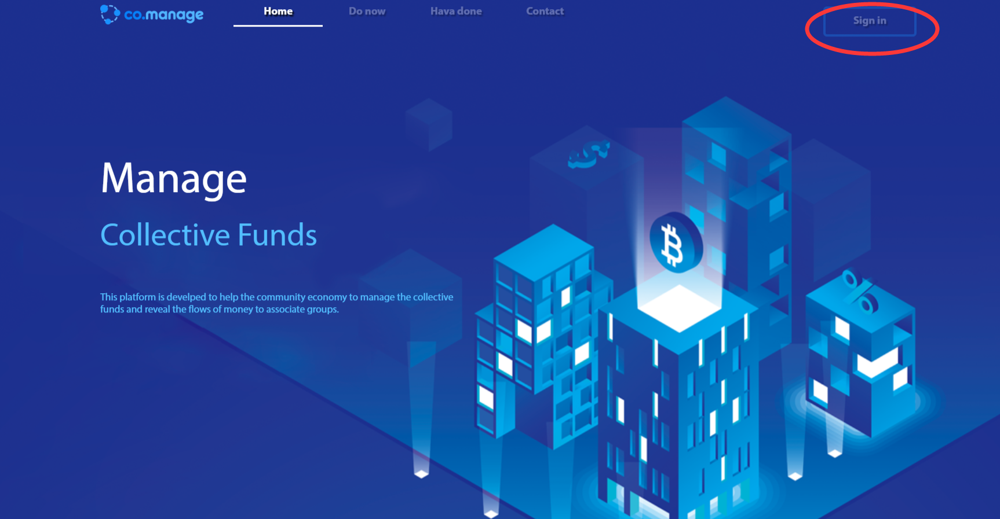 co.manage
Home
Do now
Hava done
Contact
Sign in
Manage
Collective Funds
This platform is develped to help the community economy to manage the collective
funds and reveal the flows of money to associate groups.